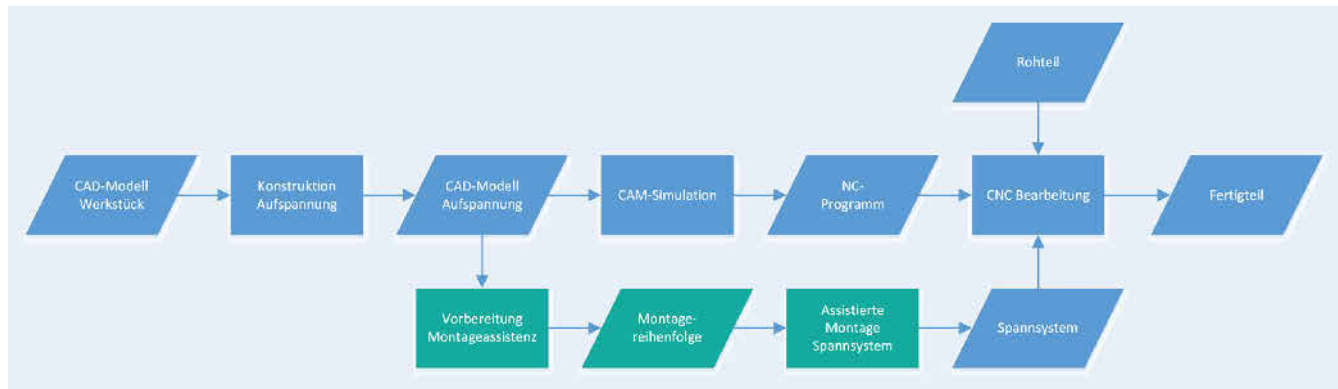 Rohteil
CAD-Modell
Werkstück
Konstruktion
Aufspannung
CAD-Modell
Aufspannung
CAM-Simulation
NC-
Programm
CNC Bearbeitung
Fertigteil
Vorbereitung
Montageassistenz
Montage-
reihenfolge
Assistierte
Montage
Spannsystem
Spannsystem